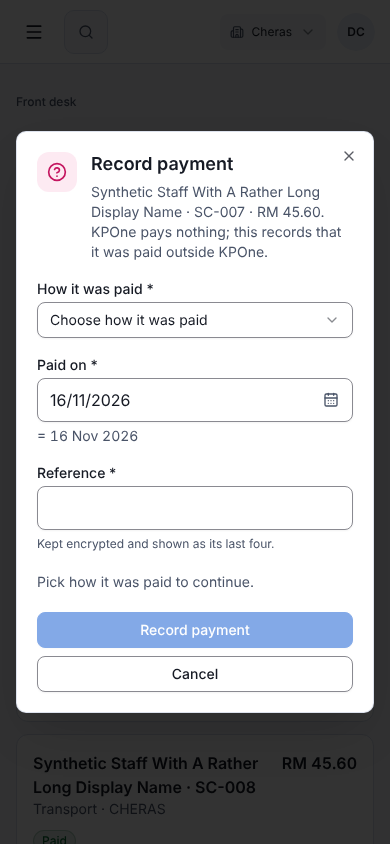 Cheras
DC
Front desk
Record payment
Synthetic Staff With A Rather Long
Display Name · SC-007 · RM 45.60.
KPOne pays nothing; this records that
it was paid outside KPOne.
How it was paid *
Choose how it was paid
Paid on *
16/11/2026
= 16 Nov 2026
Reference *
Kept encrypted and shown as its last four.
Pick how it was paid to continue.
Record payment
Cancel
Synthetic Staff With A Rather RM 45.60
Long Display Name · SC-008
Transport · CHERAS
Paid